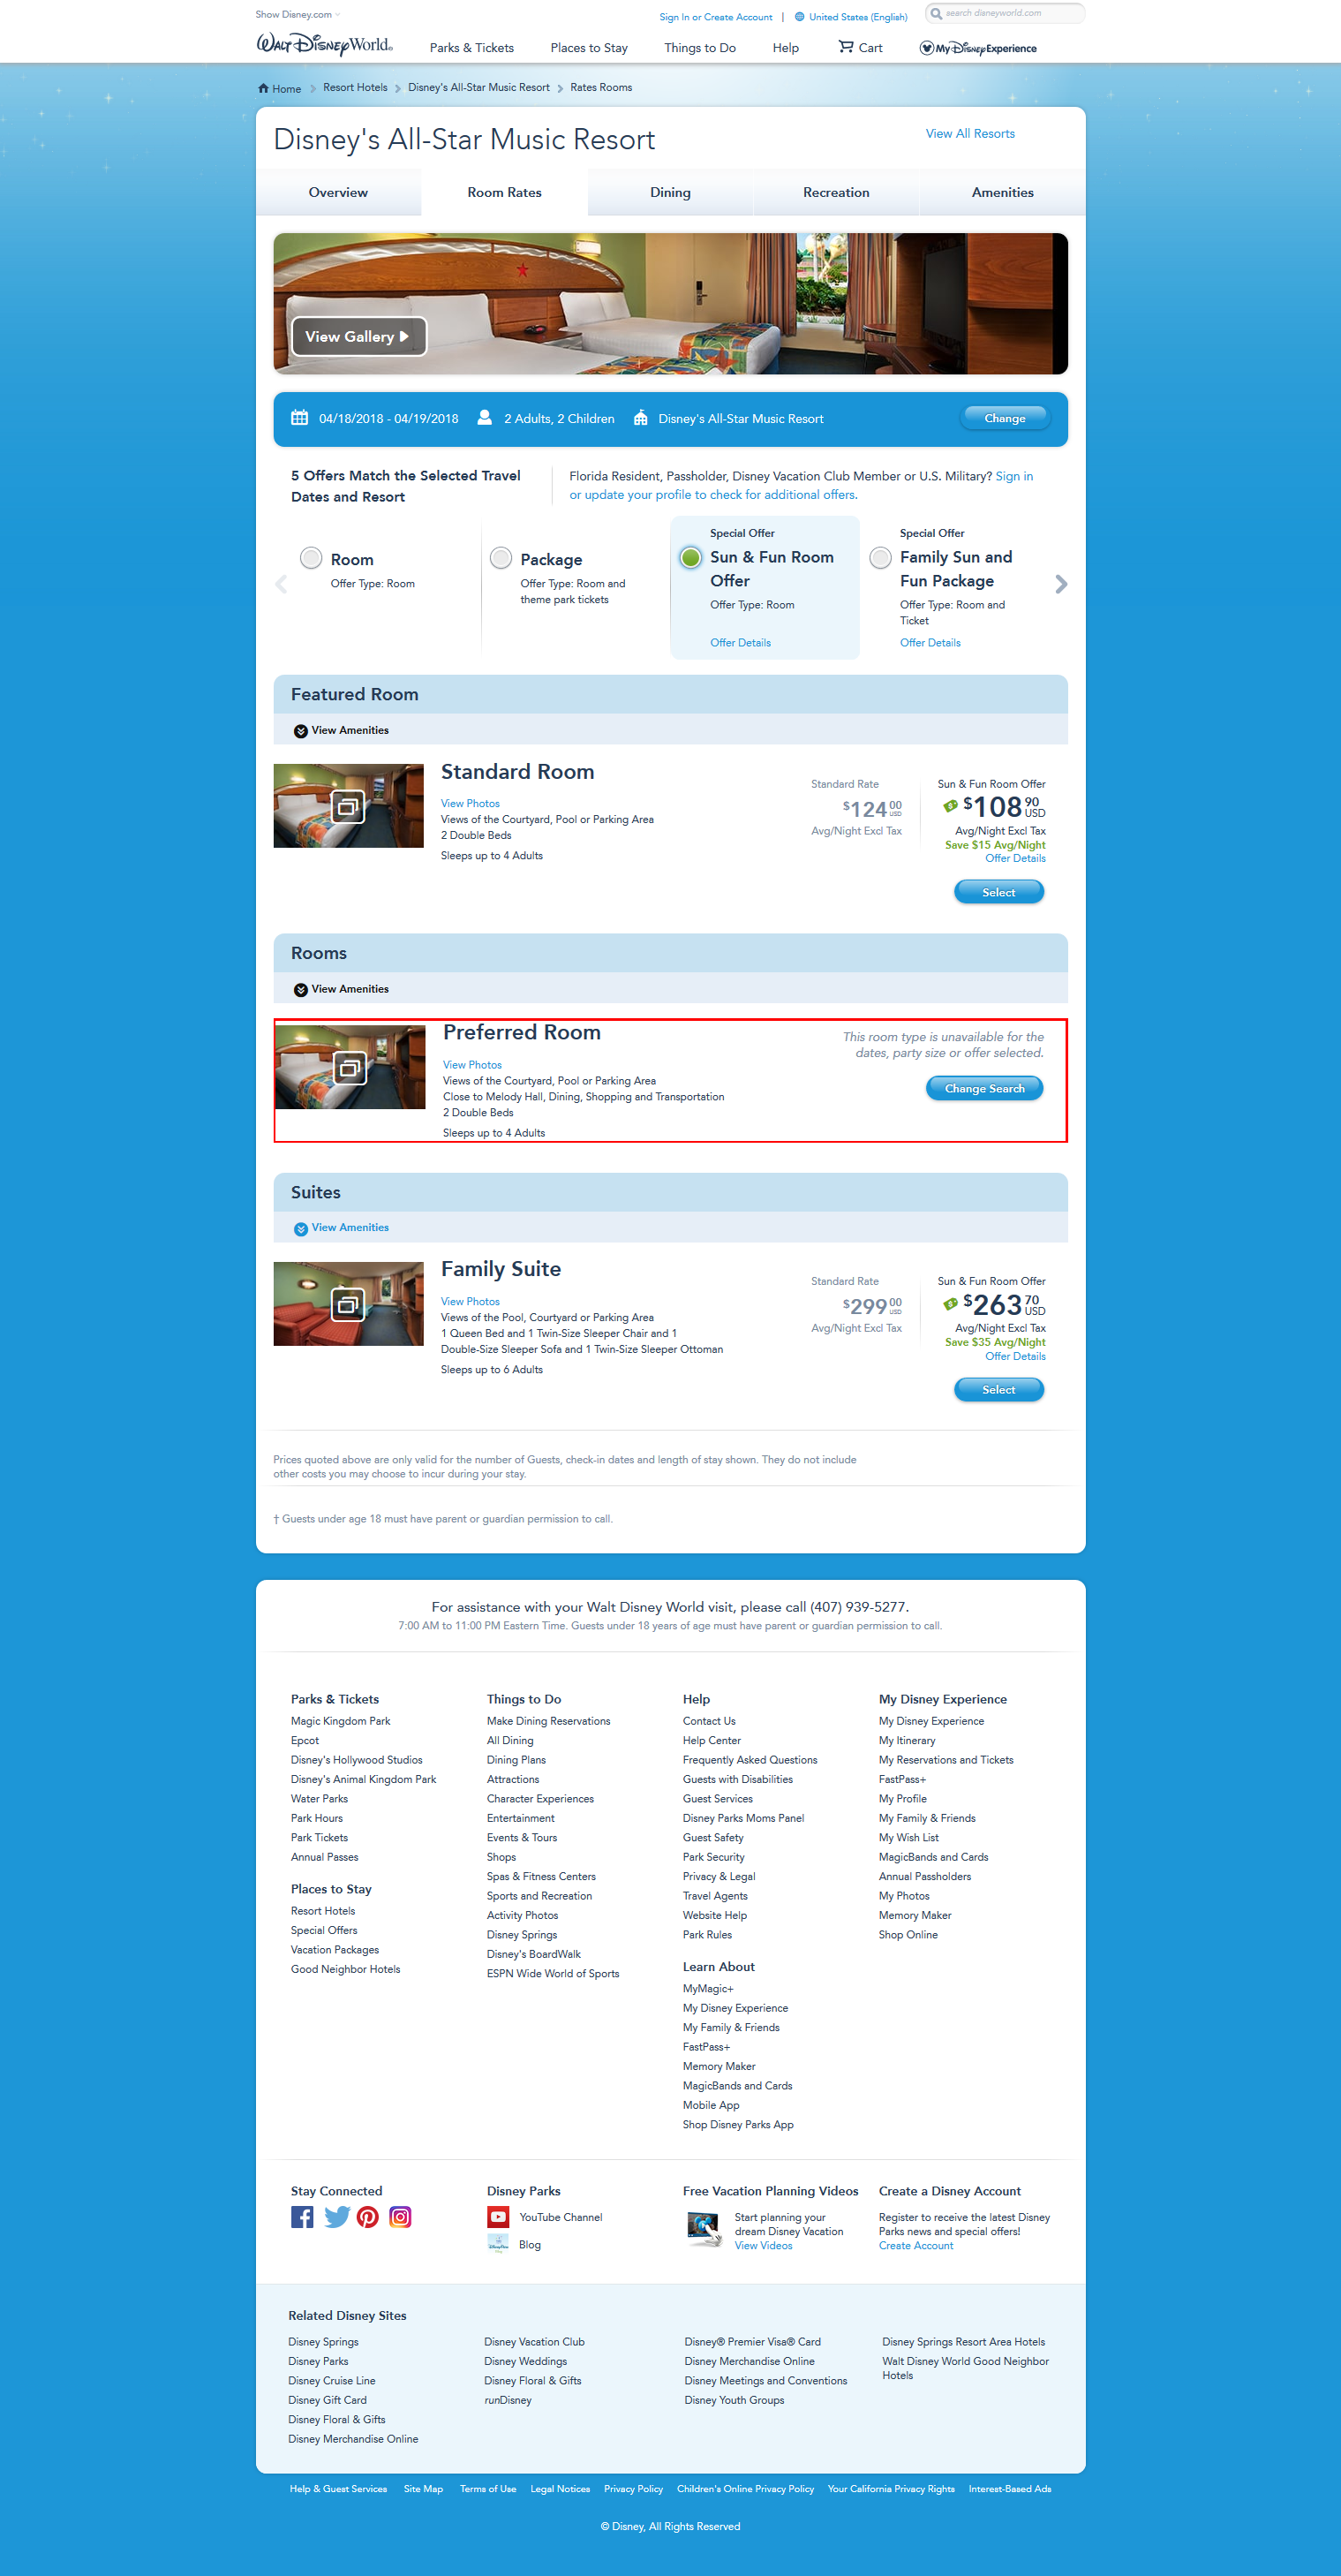 Show Disney.com
Sign In or Create Account | United States (English)
search disneyworld.com
Walt Disney World.
Parks & Tickets
Places to Stay
Things to Do
Help
Cart
My Disney Experience
Home
Resort Hotels
Disney's All-Star Music Resort
Rates Rooms
Disney's All-Star Music Resort
View All Resorts
Overview
Room Rates
Dining
Recreation
Amenities
View Gallery
04/18/2018 - 04/19/2018
2 Adults, 2 Children
Disney's All-Star Music Resort
Change
5 Offers Match the Selected Travel
Dates and Resort
Florida Resident, Passholder, Disney Vacation Club Member or U.S. Military? Sign in
or update your profile to check for additional offers.
Room
Offer Type: Room
Package
Offer Type: Room and
theme park tickets
Special Offer
Sun & Fun Room
Offer
Offer Type: Room
Offer Details
Special Offer
Family Sun and
Fun Package
Offer Type: Room and
Ticket
Offer Details
Featured Room
View Amenities
Standard Room
View Photos
Views of the Courtyard, Pool or Parking Area
2 Double Beds
Sleeps up to 4 Adults
Standard Rate
$124 00 USD
Avg/Night Excl Tax
Sun & Fun Room Offer
$108 90 USD
Avg/Night Excl Tax
Save $15 Avg/Night
Offer Details
Select
Rooms
View Amenities
Preferred Room
View Photos
Views of the Courtyard, Pool or Parking Area
Close to Melody Hall, Dining, Shopping and Transportation
2 Double Beds
Sleeps up to 4 Adults
This room type is unavailable for the
dates, party size or offer selected.
Change Search
Suites
View Amenities
Family Suite
View Photos
Views of the Pool, Courtyard or Parking Area
1 Queen Bed and 1 Twin-Size Sleeper Chair and 1
Double-Size Sleeper Sofa and 1 Twin-Size Sleeper Ottoman
Sleeps up to 6 Adults
Standard Rate
$299 00 USD
Avg/Night Excl Tax
Sun & Fun Room Offer
$263 70 USD
Avg/Night Excl Tax
Save $35 Avg/Night
Offer Details
Select
Prices quoted above are only valid for the number of Guests, check-in dates and length of stay shown. They do not include
other costs you may choose to incur during your stay.
† Guests under age 18 must have parent or guardian permission to call.
For assistance with your Walt Disney World visit, please call (407) 939-5277.
7:00 AM to 11:00 PM Eastern Time. Guests under 18 years of age must have parent or guardian permission to call.
Parks & Tickets
Magic Kingdom Park
Epcot
Disney's Hollywood Studios
Disney's Animal Kingdom Park
Water Parks
Park Hours
Park Tickets
Annual Passes
Places to Stay
Resort Hotels
Special Offers
Vacation Packages
Good Neighbor Hotels
Things to Do
Make Dining Reservations
All Dining
Dining Plans
Attractions
Character Experiences
Entertainment
Events & Tours
Shops
Spas & Fitness Centers
Sports and Recreation
Activity Photos
Disney Springs
Disney's BoardWalk
ESPN Wide World of Sports
Help
Contact Us
Help Center
Frequently Asked Questions
Guests with Disabilities
Guest Services
Disney Parks Moms Panel
Guest Safety
Park Security
Privacy & Legal
Travel Agents
Website Help
Park Rules
Learn About
MyMagic+
My Disney Experience
My Family & Friends
FastPass+
Memory Maker
MagicBands and Cards
Mobile App
Shop Disney Parks App
My Disney Experience
My Disney Experience
My Itinerary
My Reservations and Tickets
FastPass+
My Profile
My Family & Friends
My Wish List
MagicBands and Cards
Annual Passholders
My Photos
Memory Maker
Shop Online
Stay Connected
Disney Parks
YouTube Channel
Blog
Free Vacation Planning Videos
Start planning your
dream Disney Vacation
View Videos
Create a Disney Account
Register to receive the latest Disney
Parks news and special offers!
Create Account
Related Disney Sites
Disney Springs
Disney Parks
Disney Cruise Line
Disney Gift Card
Disney Floral & Gifts
Disney Merchandise Online
Disney Vacation Club
Disney Weddings
Disney Floral & Gifts
runDisney
Disney® Premier Visa® Card
Disney Merchandise Online
Disney Meetings and Conventions
Disney Youth Groups
Disney Springs Resort Area Hotels
Walt Disney World Good Neighbor
Hotels
Help & Guest Services
Site Map
Terms of Use
Legal Notices
Privacy Policy
Children's Online Privacy Policy
Your California Privacy Rights
Interest-Based Ads
© Disney, All Rights Reserved